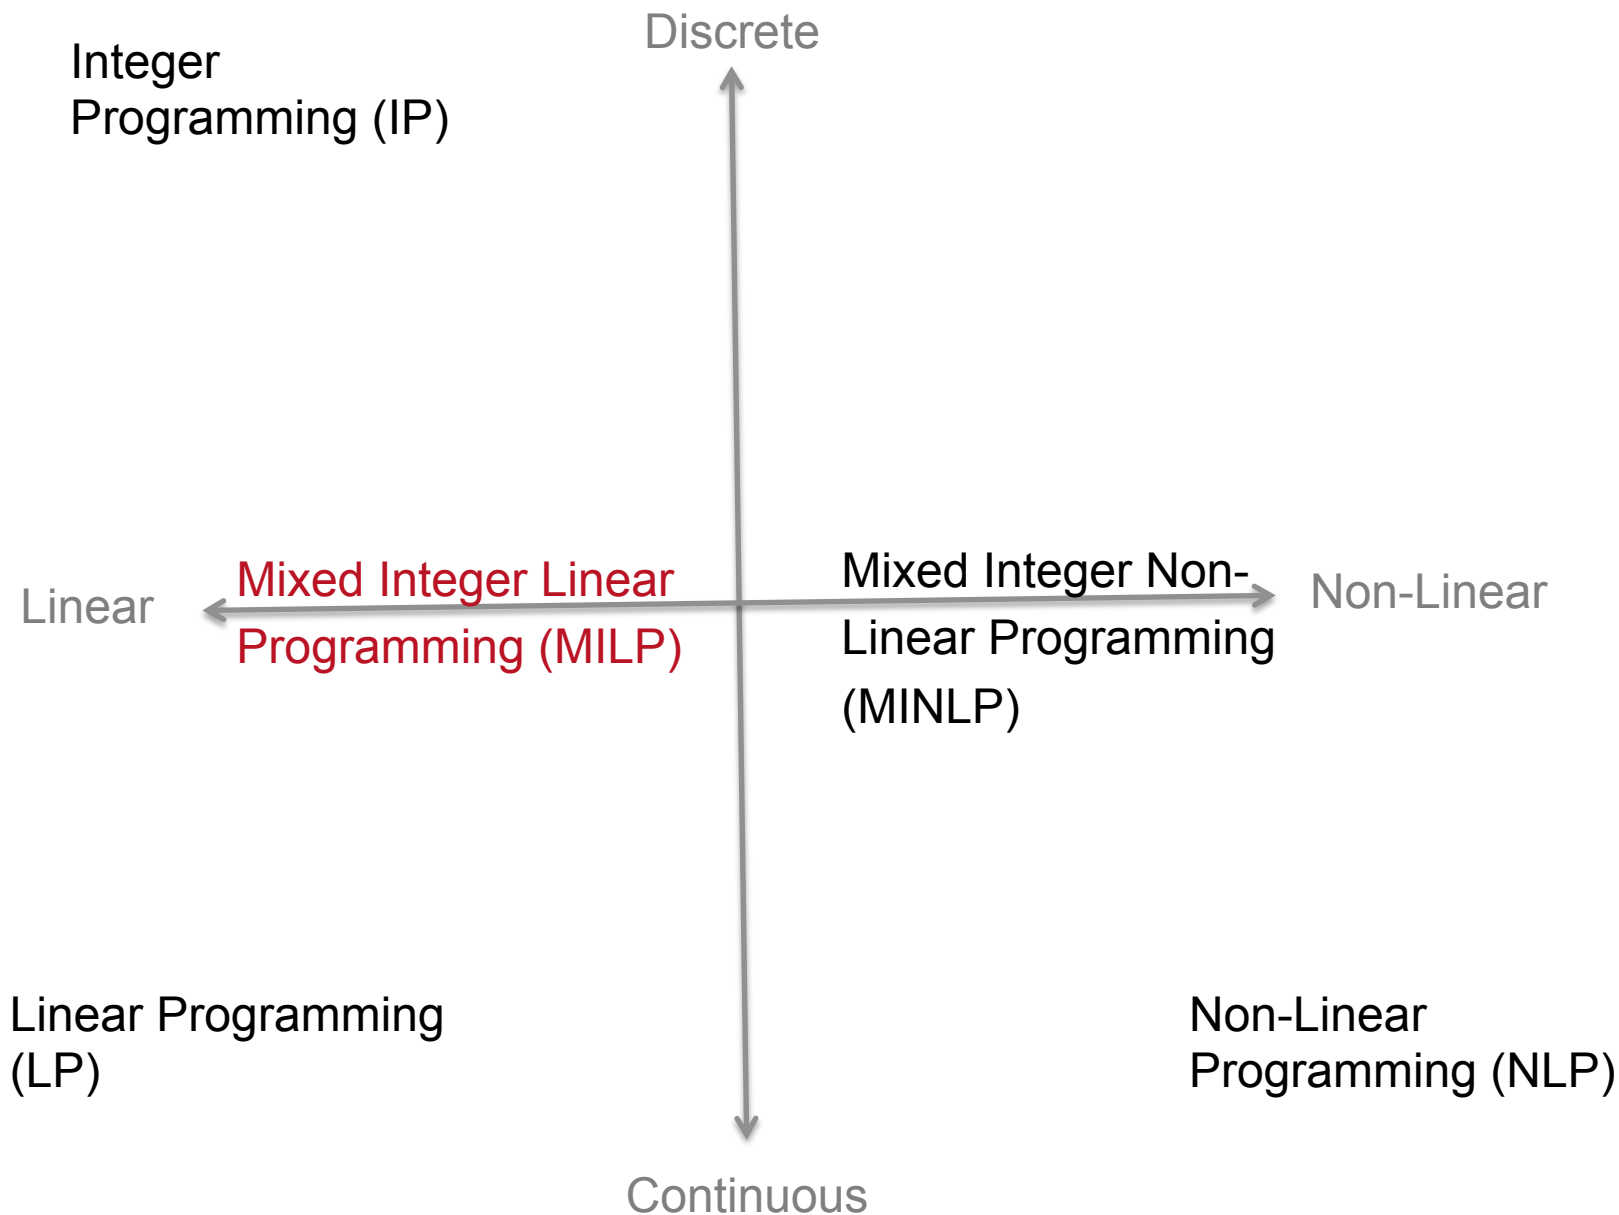 Discrete
Integer
Programming (IP)
Mixed Integer Linear
Programming (MILP)
Mixed Integer Non-
Linear Programming
(MINLP)
Linear
Non-Linear
Linear Programming
(LP)
Non-Linear
Programming (NLP)
Continuous